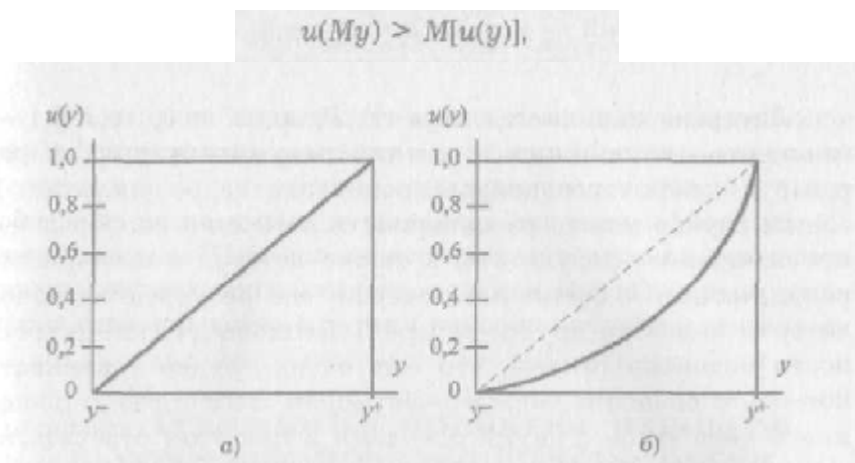 u(My) > M[u(y)],
u(y)
1,0
0,8
0,6
0,4
0,2
0
y⁻
y⁺
y
а)
u(y)
1,0
0,8
0,6
0,4
0,2
0
y⁻
y⁺
y
б)